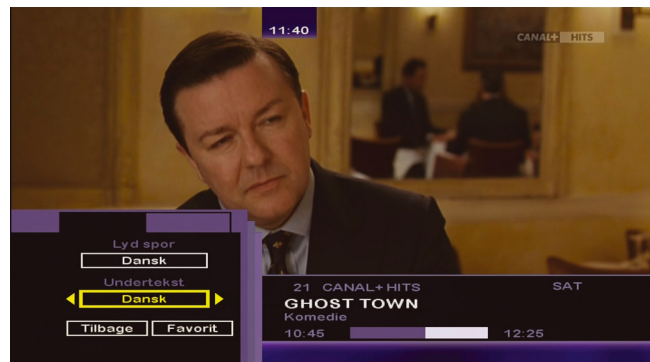 11:40
CANAL+ HITS
Lyd spor
Dansk
Undertekst
Dansk
Tilbage Favorit
21 CANAL+ HITS SAT
GHOST TOWN
Komedie
10:45 12:25